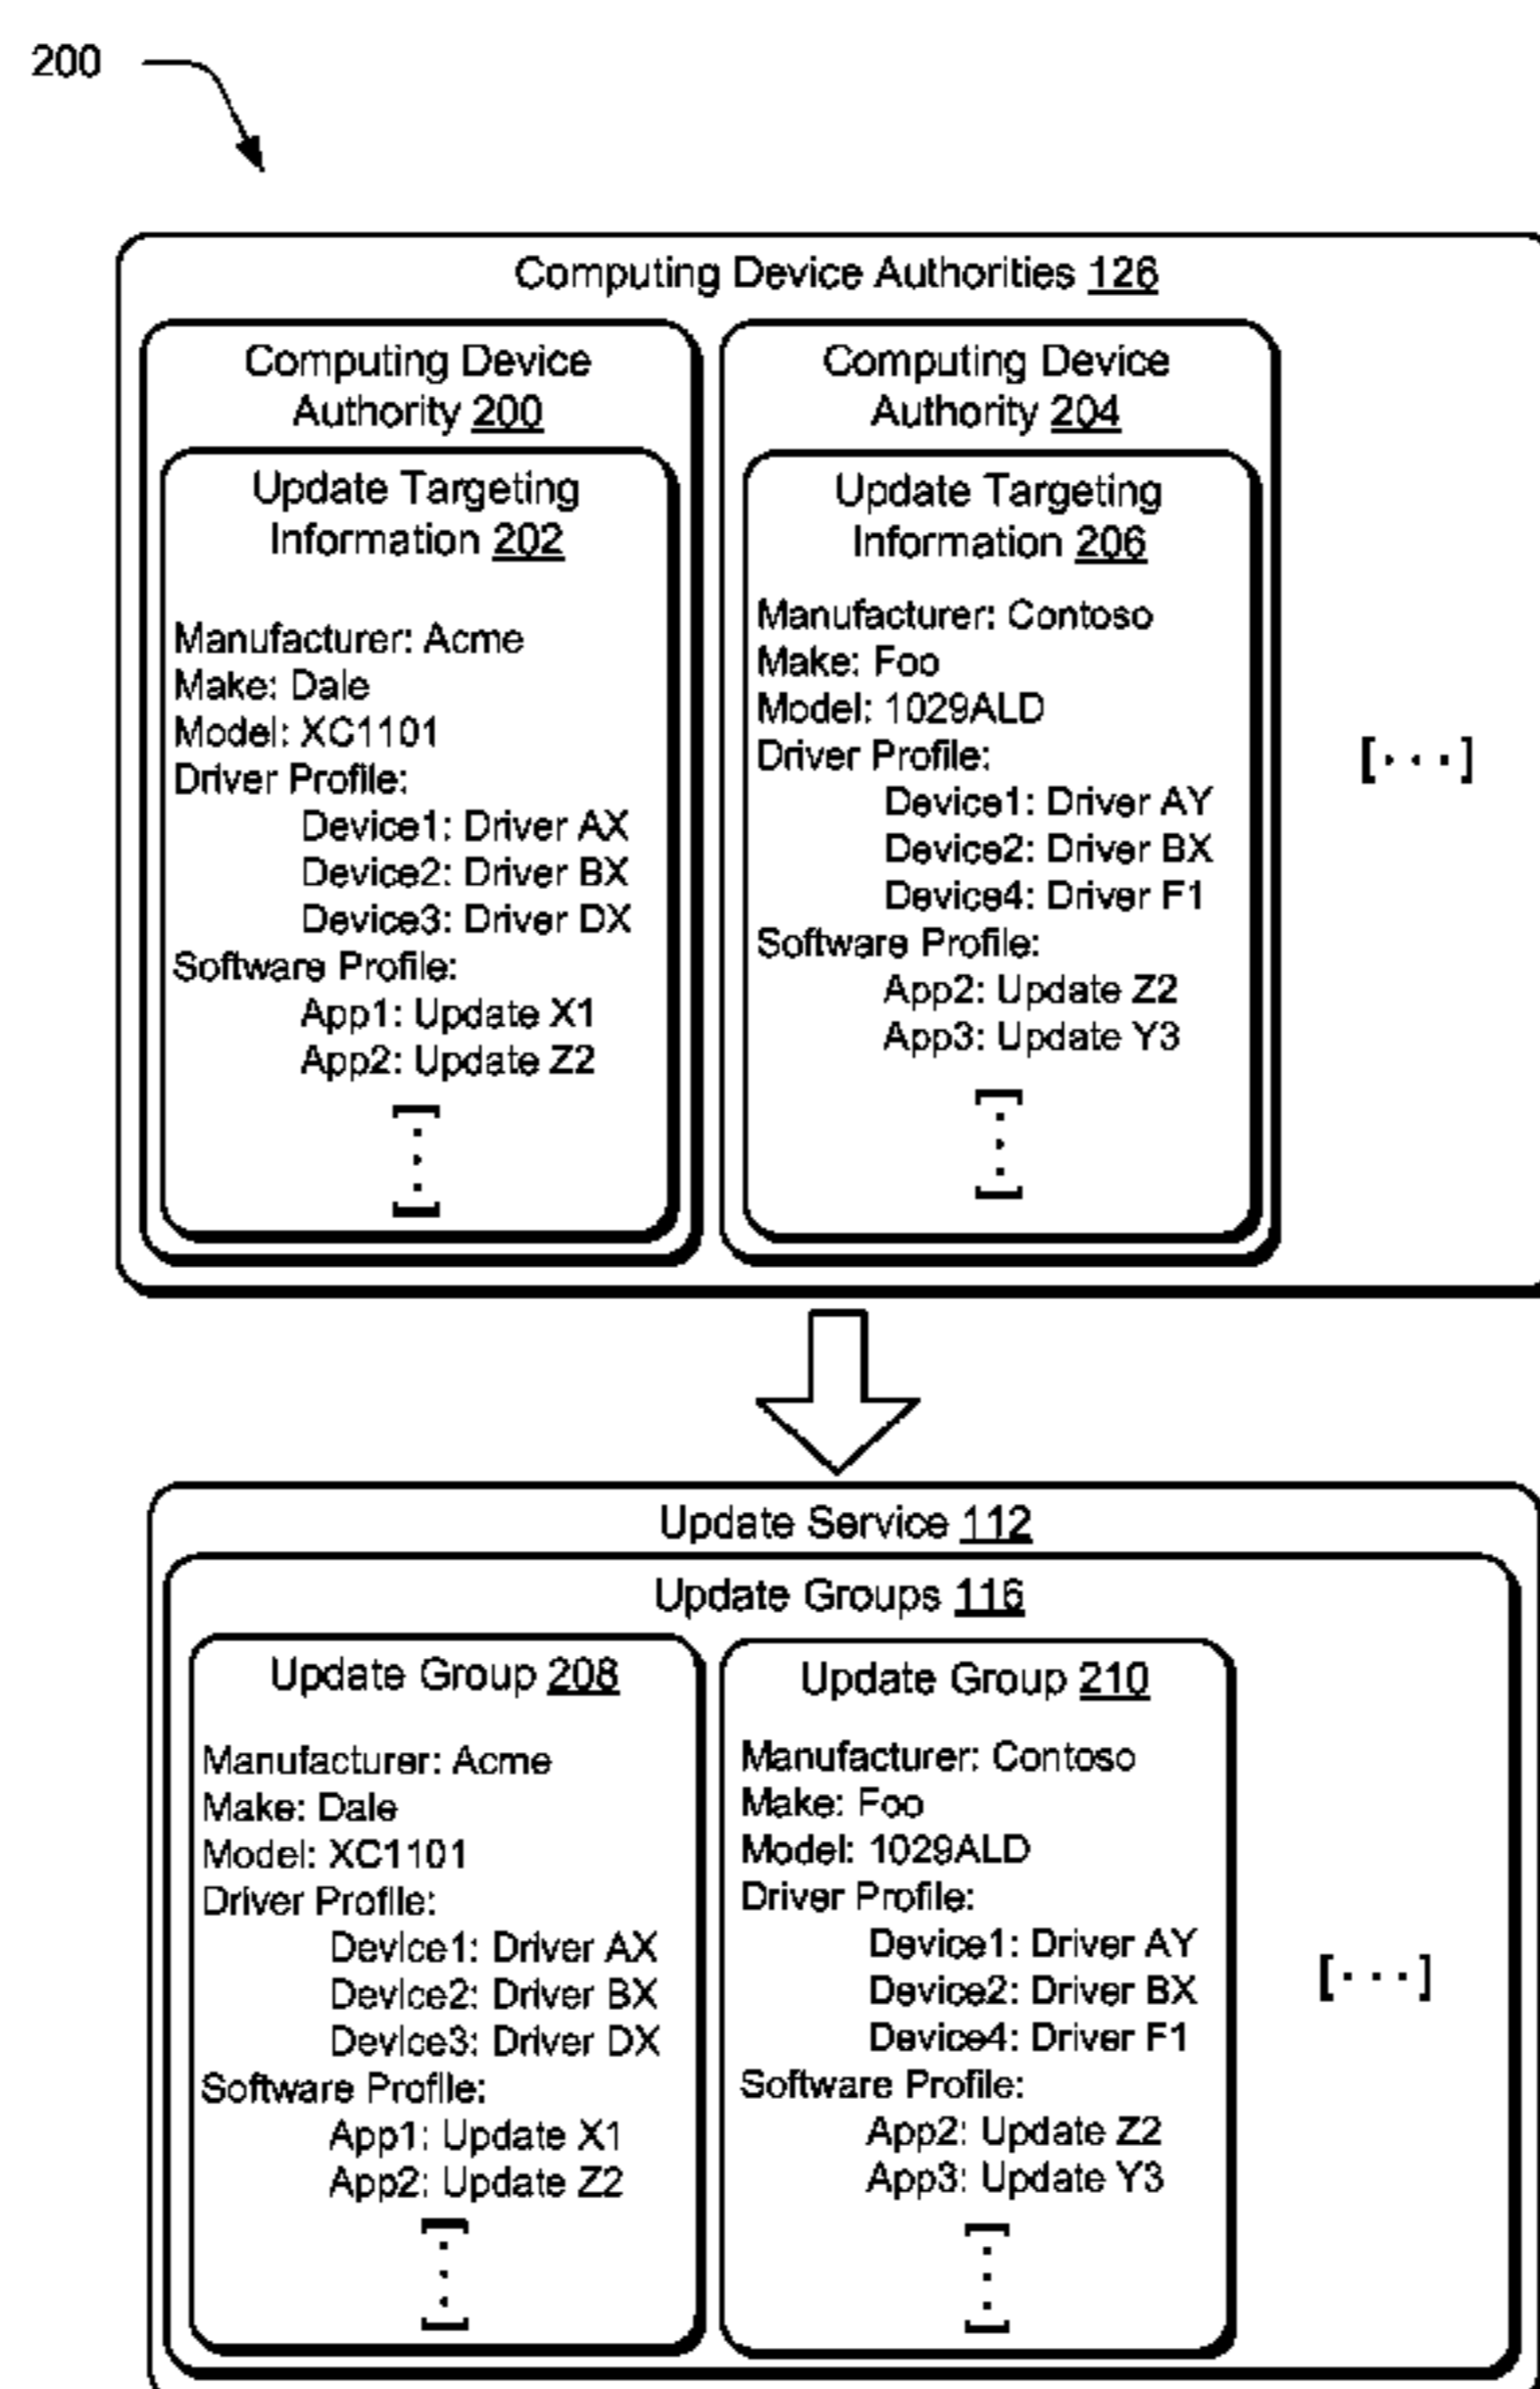 200
Computing Device Authorities 126
Computing Device
Authority 200
Update Targeting
Information 202
Manufacturer: Acme
Make: Dale
Model: XC1101
Driver Profile:
Device1: Driver AX
Device2: Driver BX
Device3: Driver DX
Software Profile:
App1: Update X1
App2: Update Z2
[...]
Computing Device
Authority 204
Update Targeting
Information 206
Manufacturer: Contoso
Make: Foo
Model: 1029ALD
Driver Profile:
Device1: Driver AY
Device2: Driver BX
Device4: Driver F1
Software Profile:
App2: Update Z2
App3: Update Y3
[...]
[...]
Update Service 112
Update Groups 116
Update Group 208
Manufacturer: Acme
Make: Dale
Model: XC1101
Driver Profile:
Device1: Driver AX
Device2: Driver BX
Device3: Driver DX
Software Profile:
App1: Update X1
App2: Update Z2
[...]
Update Group 210
Manufacturer: Contoso
Make: Foo
Model: 1029ALD
Driver Profile:
Device1: Driver AY
Device2: Driver BX
Device4: Driver F1
Software Profile:
App2: Update Z2
App3: Update Y3
[...]
[...]